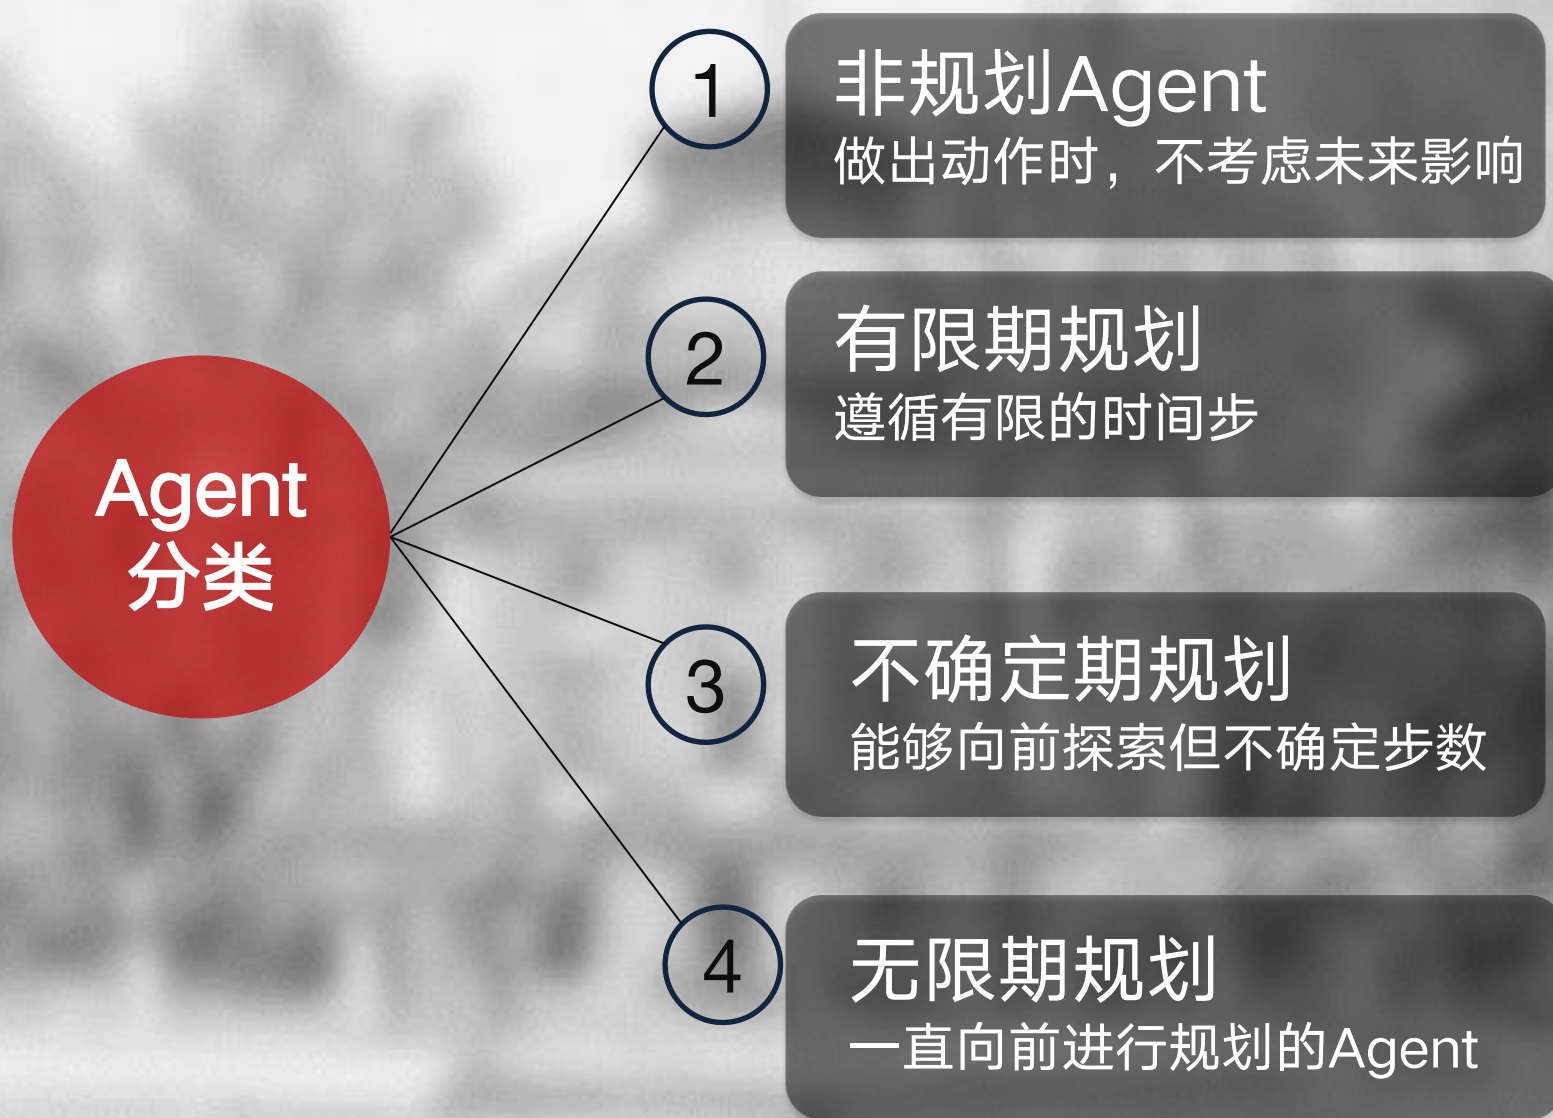 Agent
分类
1
非规划Agent
做出动作时，不考虑未来影响
2
有限期规划
遵循有限的时间步
3
不确定期规划
能够向前探索但不确定步数
4
无限期规划
一直向前进行规划的Agent